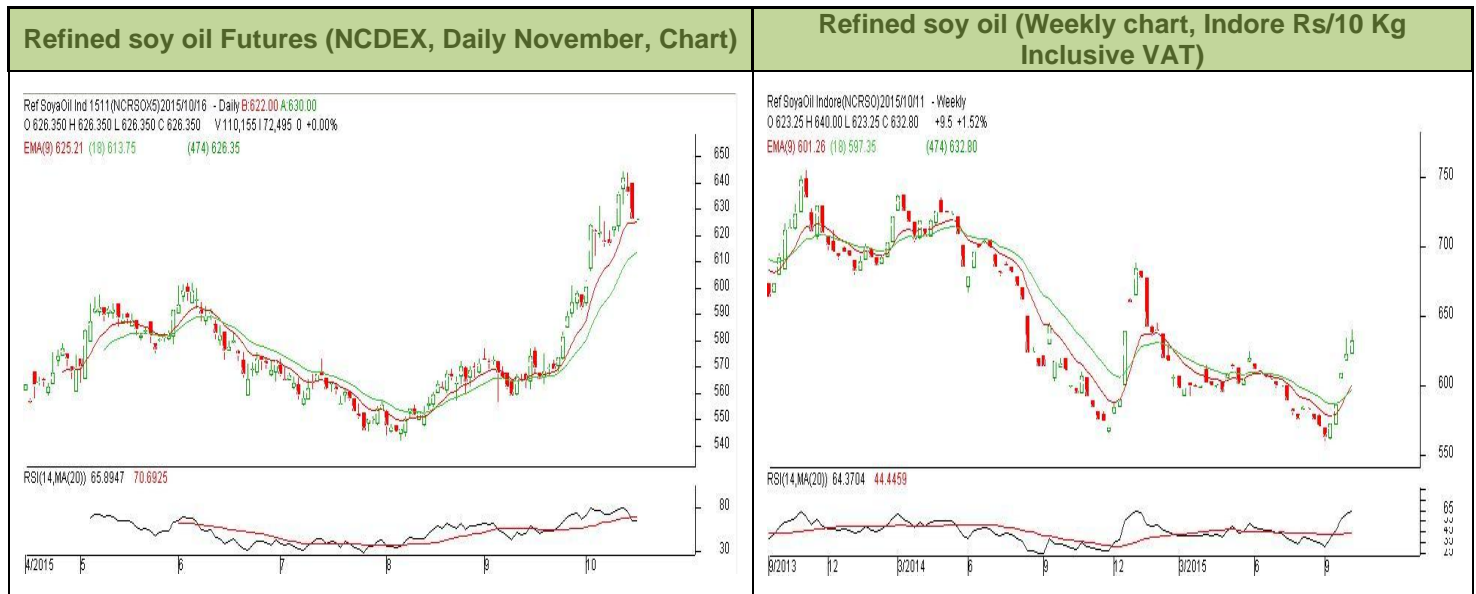 Refined soy oil Futures (NCDEX, Daily November, Chart)
Ref SoyaOil Ind 1511(NCRSOX5)2015/10/16 - Daily B:622.00 A:630.00
O 626.350 H 626.350 L 626.350 C 626.350 V 110,155 I 72,495 0 +0.00%
EMA(9) 625.21 (18) 613.75 (474) 626.35
650
640
630
620
610
600
590
580
570
560
550
540
RSI(14,MA(20)) 65.8947 70.6925
80
30
4/2015 5 6 7 8 9 10
Refined soy oil (Weekly chart, Indore Rs/10 Kg
Inclusive VAT)
Ref SoyaOil Indore(NCRSO)2015/10/11 - Weekly
O 623.25 H 640.00 L 623.25 C 632.80 +9.5 +1.52%
EMA(9) 601.26 (18) 597.35 (474) 632.80
750
700
650
600
550
RSI(14,MA(20)) 64.3704 44.4459
65
30
20
9/2013 12 3/2014 6 9 12 3/2015 6 9